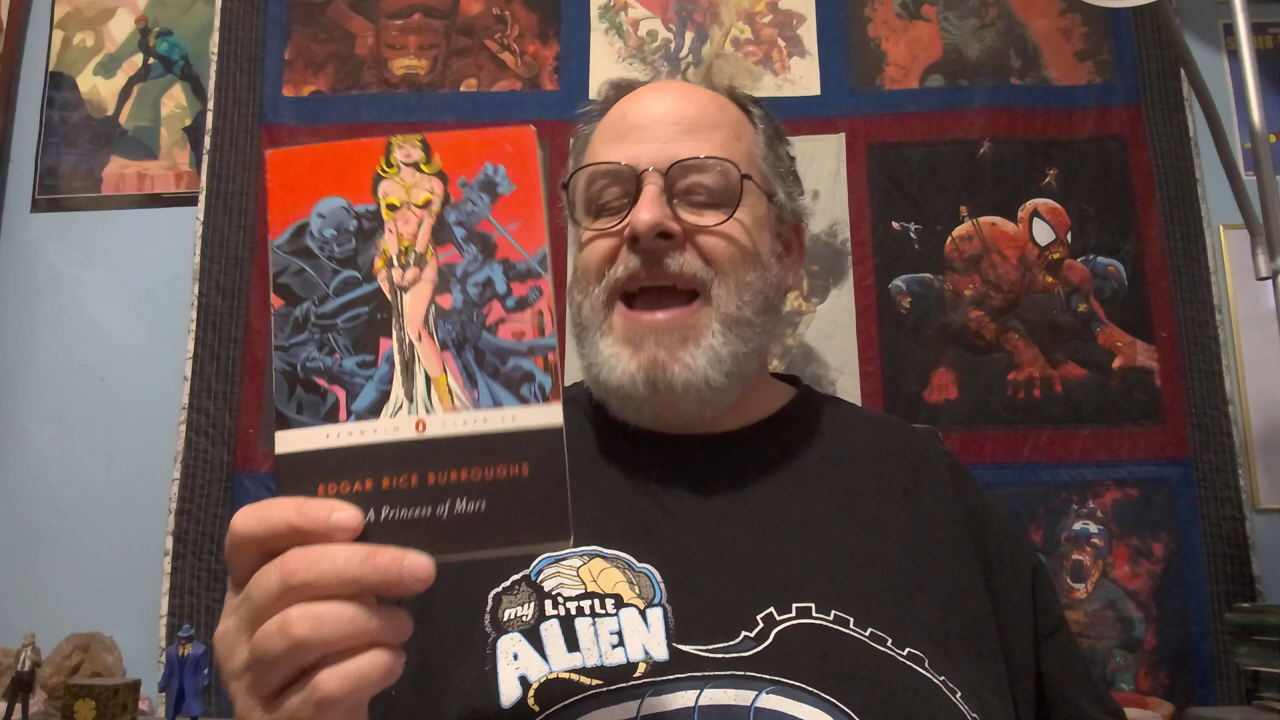 PENGUIN CLASSICS
EDGAR RICE BURROUGHS
A Princess of Mars
my LITTLE
ALIEN